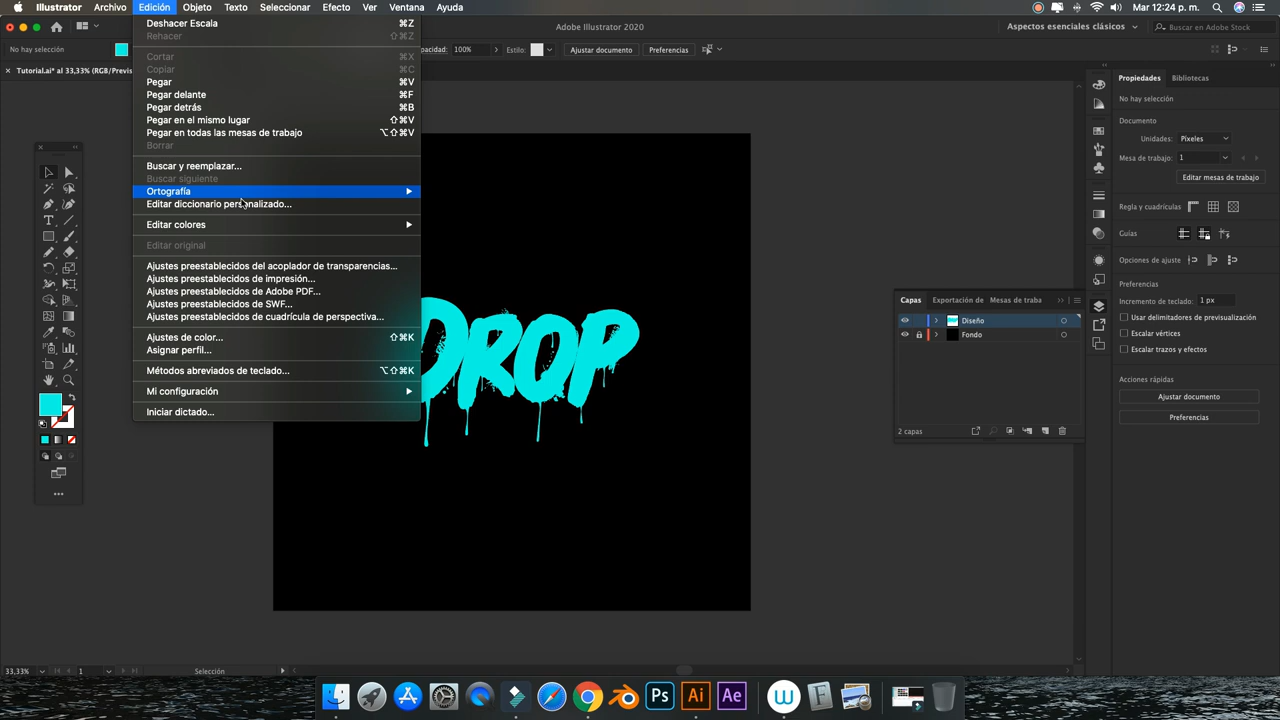 Illustrator Archivo Edición Objeto Texto Seleccionar Efecto Ver Ventana Ayuda Mar 12:24 p. m.
Adobe Illustrator 2020 Aspectos esenciales clásicos Buscar en Adobe Stock
No hay selección pacidad: 100% Estilo: Ajustar documento Preferencias
Tutorial.ai* al 33,33% (RGB/Previs
Deshacer Escala ⌘Z
Rehacer ⇧⌘Z
Cortar ⌘X
Copiar ⌘C
Pegar ⌘V
Pegar delante ⌘F
Pegar detrás ⌘B
Pegar en el mismo lugar ⇧⌘V
Pegar en todas las mesas de trabajo ⌥⇧⌘V
Borrar
Buscar y reemplazar...
Buscar siguiente
Ortografía
Editar diccionario personalizado...
Editar colores
Editar original
Ajustes preestablecidos del acoplador de transparencias...
Ajustes preestablecidos de impresión...
Ajustes preestablecidos de Adobe PDF...
Ajustes preestablecidos de SWF...
Ajustes preestablecidos de cuadrícula de perspectiva...
Ajustes de color... ⇧⌘K
Asignar perfil...
Métodos abreviados de teclado... ⌥⇧⌘K
Mi configuración
Iniciar dictado...
DROP
Capas Exportación de Mesas de traba
Diseño
Fondo
2 capas
Propiedades Bibliotecas
No hay selección
Documento
Unidades: Píxeles
Mesa de trabajo: 1
Editar mesas de trabajo
Regla y cuadrículas
Guías
Opciones de ajuste
Preferencias
Incremento de teclado: 1 px
Usar delimitadores de previsualización
Escalar vértices
Escalar trazos y efectos
Acciones rápidas
Ajustar documento
Preferencias
33,33% 1 Selección
Ps Ai Ae W F